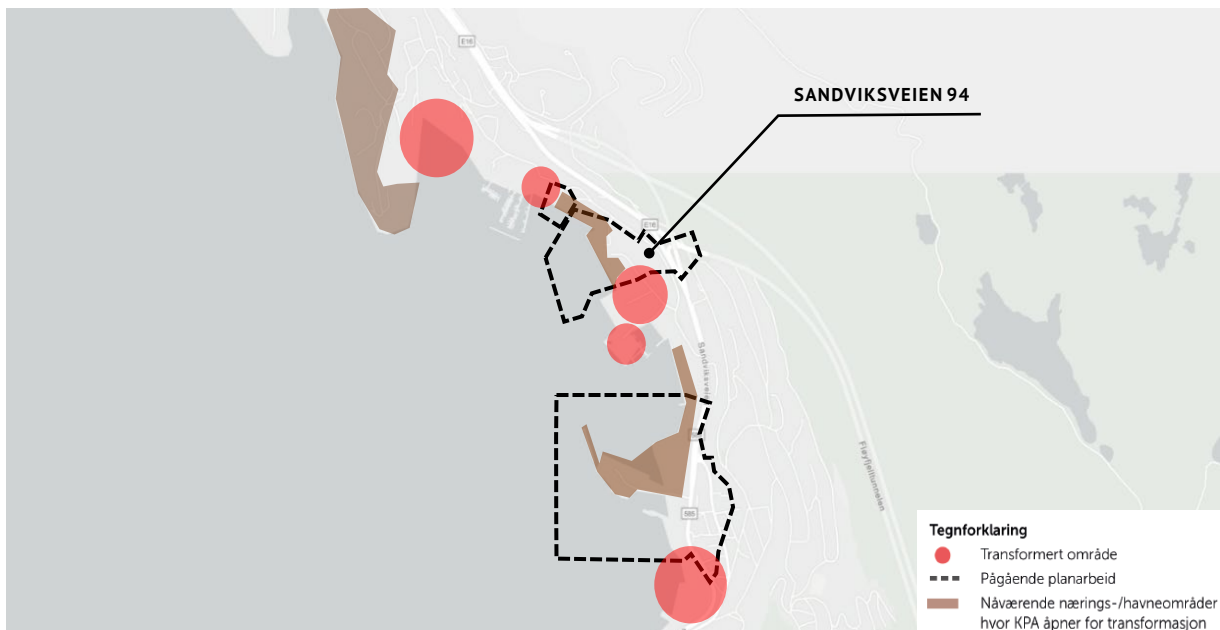 E16
SANDVIKSVEIEN 94
E16
Sandviksveie
585
Fløyfjelltunnelen
Tegnforklaring
Transformert område
Pågående planarbeid
Nåværende nærings-/havneområder
hvor KPA åpner for transformasjon